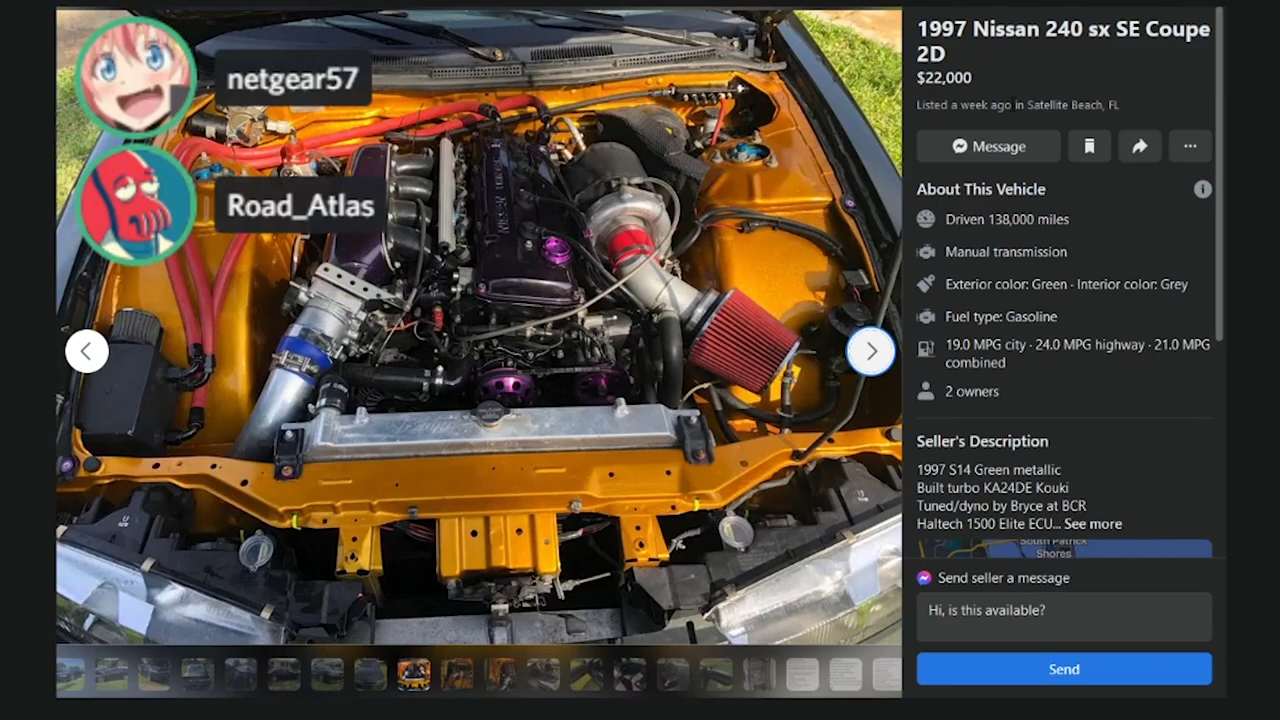 netgear57
Road_Atlas
1997 Nissan 240 sx SE Coupe
2D
$22,000
Listed a week ago in Satellite Beach, FL
Message
About This Vehicle
Driven 138,000 miles
Manual transmission
Exterior color: Green · Interior color: Grey
Fuel type: Gasoline
19.0 MPG city · 24.0 MPG highway · 21.0 MPG
combined
2 owners
Seller's Description
1997 S14 Green metallic
Built turbo KA24DE Kouki
Tuned/dyno by Bryce at BCR
Haltech 1500 Elite ECU... See more
South Patrick
Shores
Send seller a message
Hi, is this available?
Send